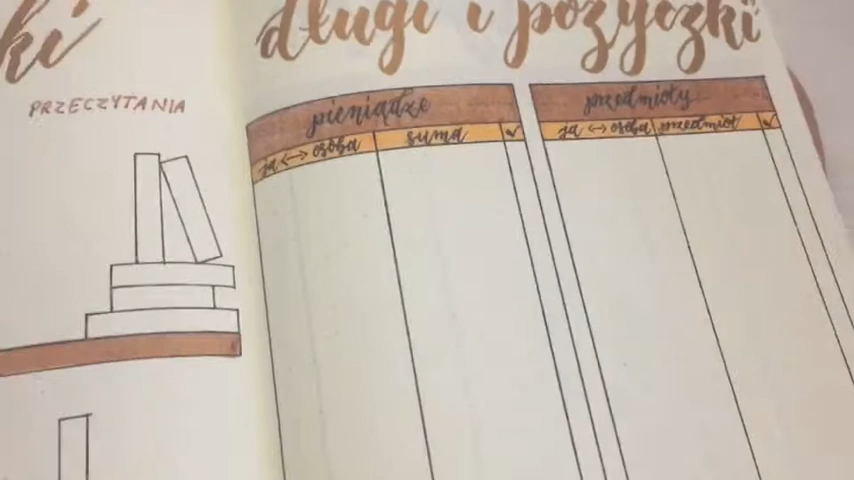 ki
PRZECZYTANIA
długi i pożyczki
pieniądze
ja ↔ osoba suma ✓
przedmioty
ja ↔ osoba przedmiot ✓